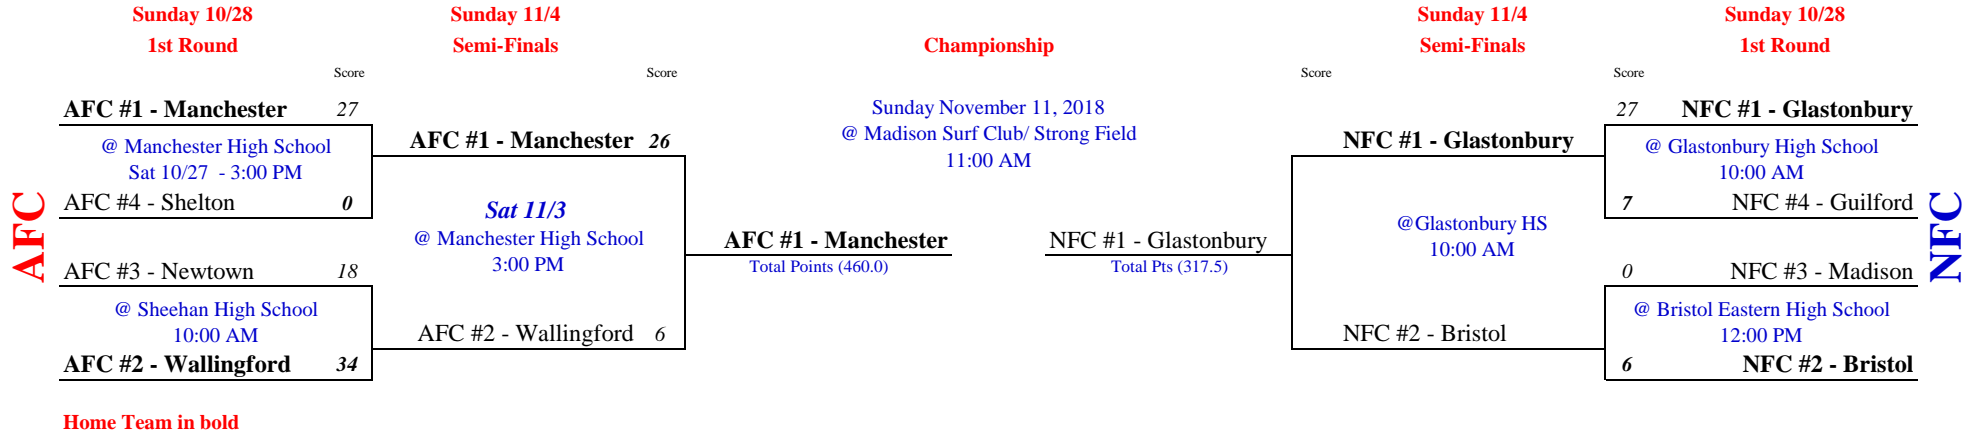 Sunday 10/28
Sunday 11/4
Sunday 11/4
Sunday 10/28
1st Round
Semi-Finals
Championship
Semi-Finals
1st Round
Score
Score
Score
Score
AFC
AFC #1 - Manchester 27
@ Manchester High School
Sat 10/27 - 3:00 PM
AFC #4 - Shelton 0
AFC #3 - Newtown 18
@ Sheehan High School
10:00 AM
AFC #2 - Wallingford 34
AFC #1 - Manchester 26
Sat 11/3
@ Manchester High School
3:00 PM
AFC #2 - Wallingford 6
Sunday November 11, 2018
@ Madison Surf Club/ Strong Field
11:00 AM
AFC #1 - Manchester
Total Points (460.0)
NFC #1 - Glastonbury
Total Pts (317.5)
NFC #1 - Glastonbury
@Glastonbury HS
10:00 AM
NFC #2 - Bristol
27 NFC #1 - Glastonbury
@ Glastonbury High School
10:00 AM
7 NFC #4 - Guilford
0 NFC #3 - Madison
@ Bristol Eastern High School
12:00 PM
6 NFC #2 - Bristol
NFC
Home Team in bold